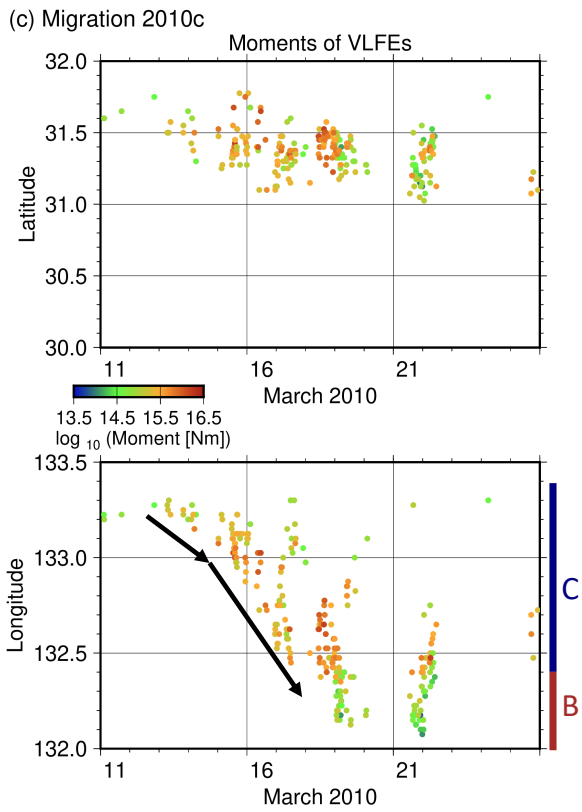 (c) Migration 2010c
Moments of VLFEs
32.0
31.5
31.0
30.5
30.0
Latitude
11 16 21
March 2010
13.5 14.5 15.5 16.5
log 10 (Moment [Nm])
133.5
133.0
132.5
132.0
Longitude
C
B
11 16 21
March 2010